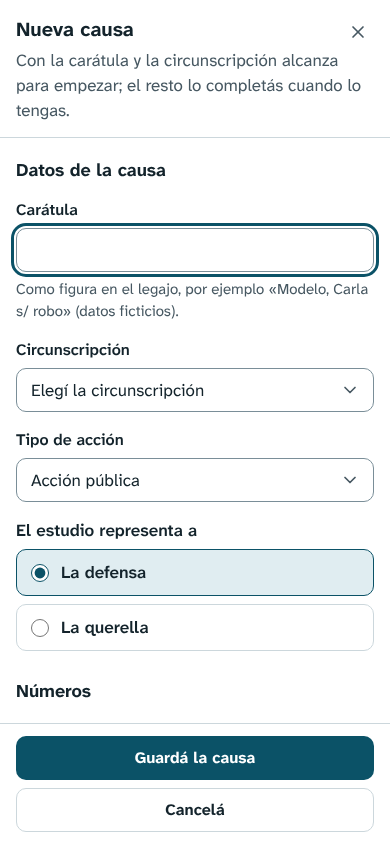 Nueva causa
Con la carátula y la circunscripción alcanza
para empezar; el resto lo completás cuando lo
tengas.
Datos de la causa
Carátula
Como figura en el legajo, por ejemplo «Modelo, Carla
s/ robo» (datos ficticios).
Circunscripción
Elegí la circunscripción
Tipo de acción
Acción pública
El estudio representa a
La defensa
La querella
Números
Guardá la causa
Cancelá